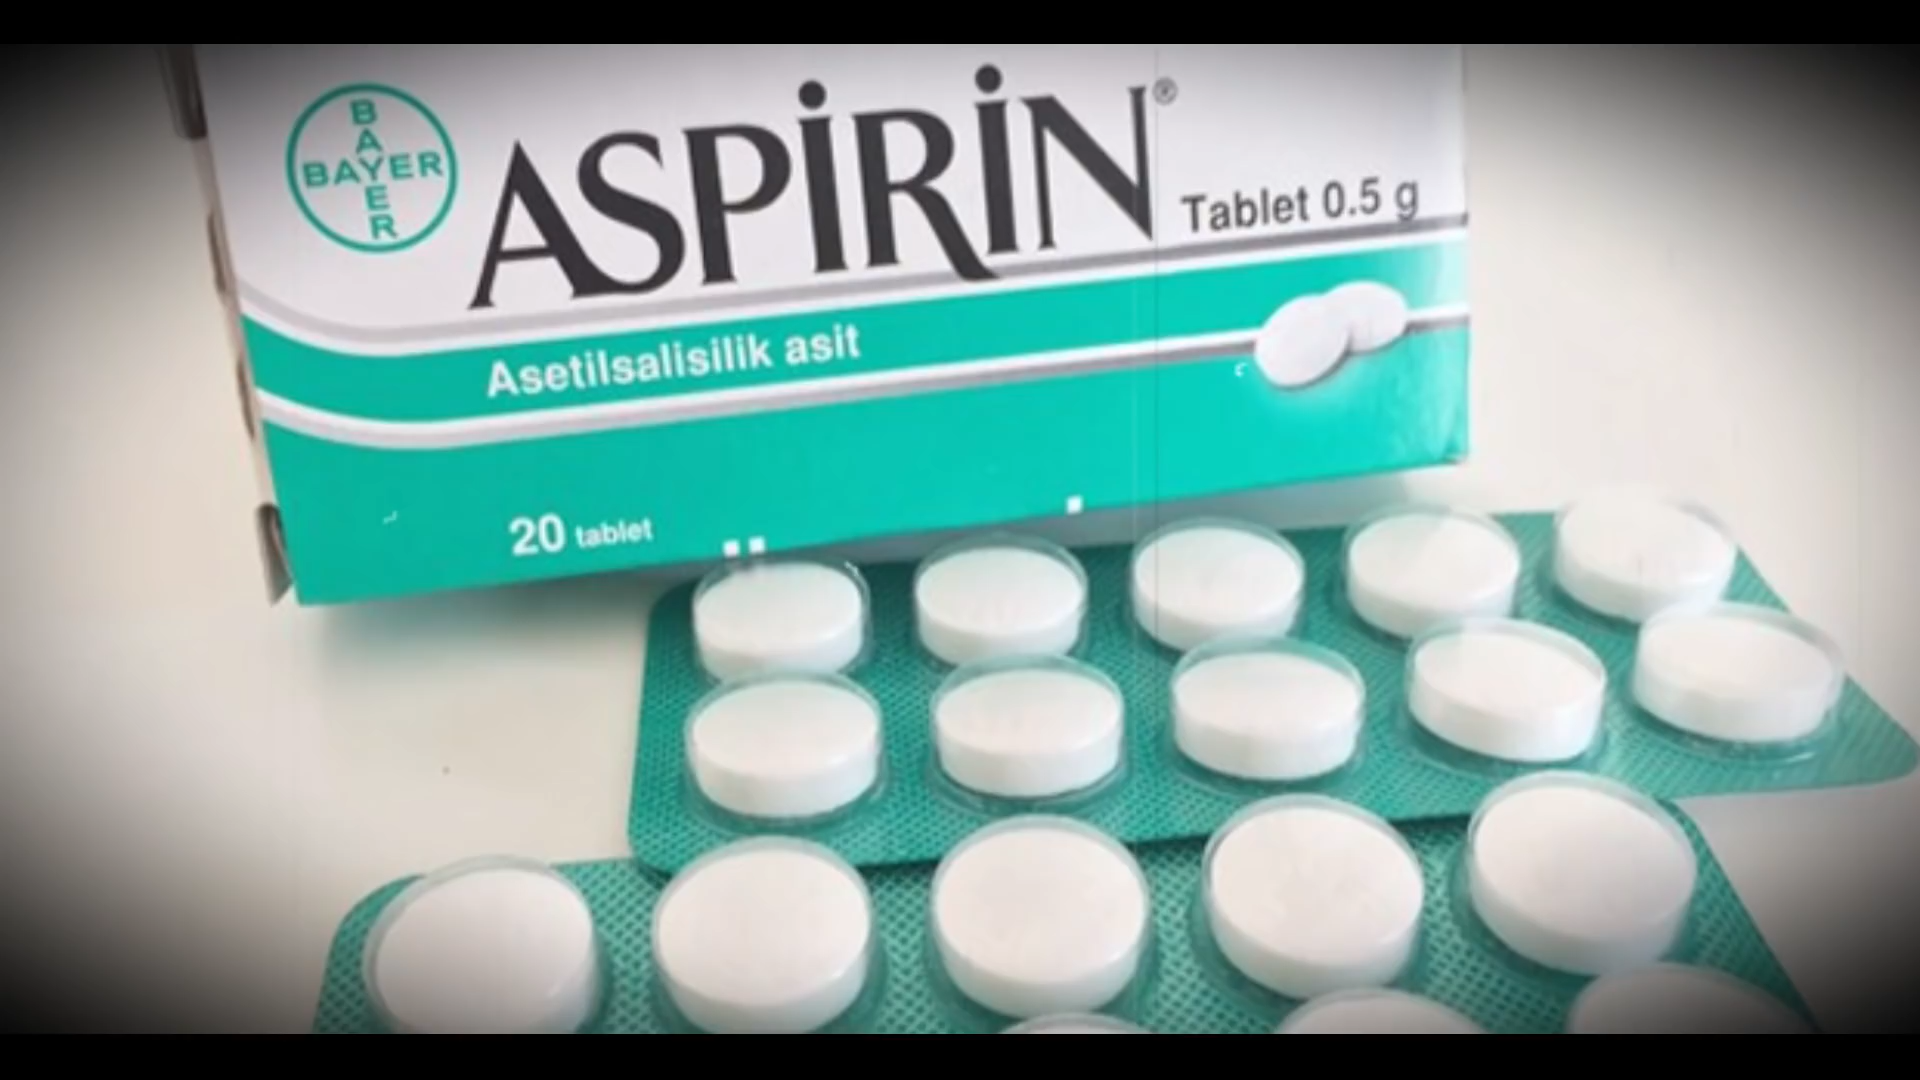 BAYER
BAYER
ASPİRİN®
Tablet 0.5 g
Asetilsalisilik asit
20 tablet